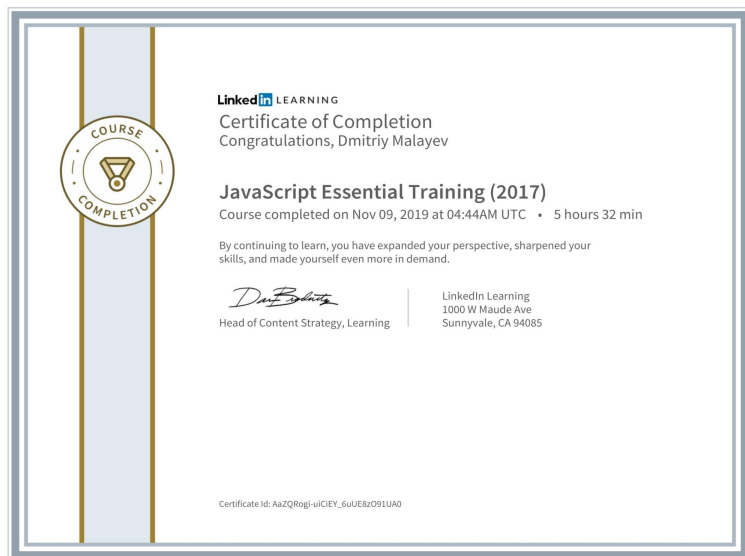 COURSE
COMPLETION
Linked in LEARNING
Certificate of Completion
Congratulations, Dmitriy Malayev
JavaScript Essential Training (2017)
Course completed on Nov 09, 2019 at 04:44AM UTC • 5 hours 32 min
By continuing to learn, you have expanded your perspective, sharpened your
skills, and made yourself even more in demand.
Head of Content Strategy, Learning
LinkedIn Learning
1000 W Maude Ave
Sunnyvale, CA 94085
Certificate Id: AaZQRogi-uiCiEY_6uUE8zO91UA0